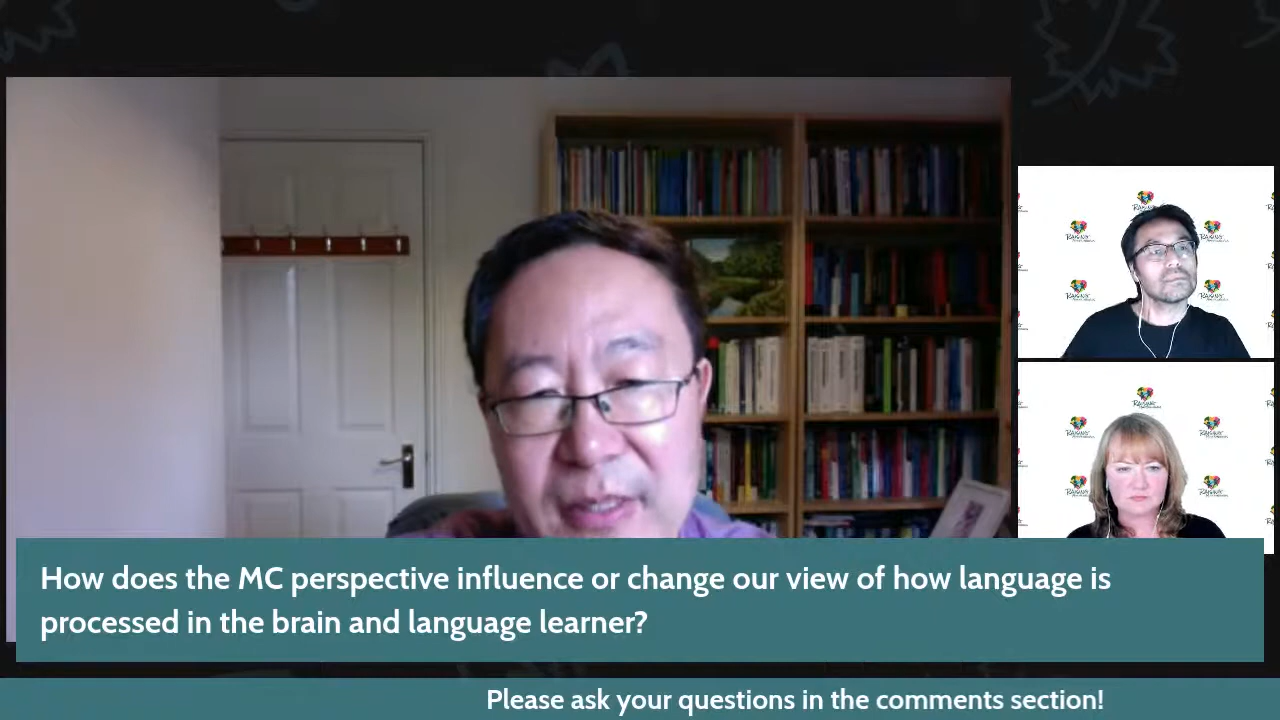 How does the MC perspective influence or change our view of how language is
processed in the brain and language learner?
Please ask your questions in the comments section!